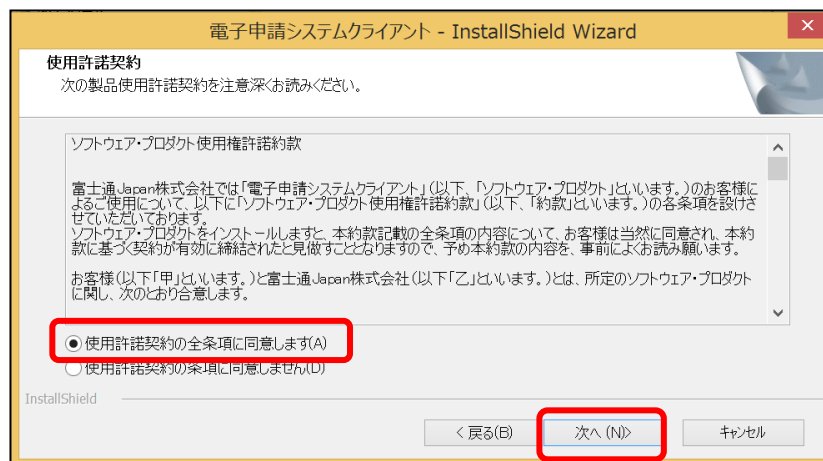 電子申請システムクライアント - InstallShield Wizard
使用許諾契約
次の製品使用許諾契約を注意深くお読みください。
ソフトウェア・プロダクト使用権許諾約款
富士通Japan株式会社では「電子申請システムクライアント」(以下、「ソフトウェア・プロダクト」といいます。)のお客様に
よるご使用について、以下に「ソフトウェア・プロダクト使用権許諾約款」(以下、「約款」といいます。)の各条項を設けさ
せていただいております。
ソフトウェア・プロダクトをインストールしますと、本約款記載の全条項の内容について、お客様は当然に同意され、本約
款に基づく契約が有効に締結されたと見做すこととなりますので、予め本約款の内容を、事前によくお読み願います。
お客様(以下「甲」といいます。)と富士通Japan株式会社(以下「乙」といいます。)とは、所定のソフトウェア・プロダクト
に関し、次のとおり合意します。
使用許諾契約の全条項に同意します(A)
使用許諾契約の条項に同意しません(D)
InstallShield
< 戻る(B)
次へ (N)>
キャンセル